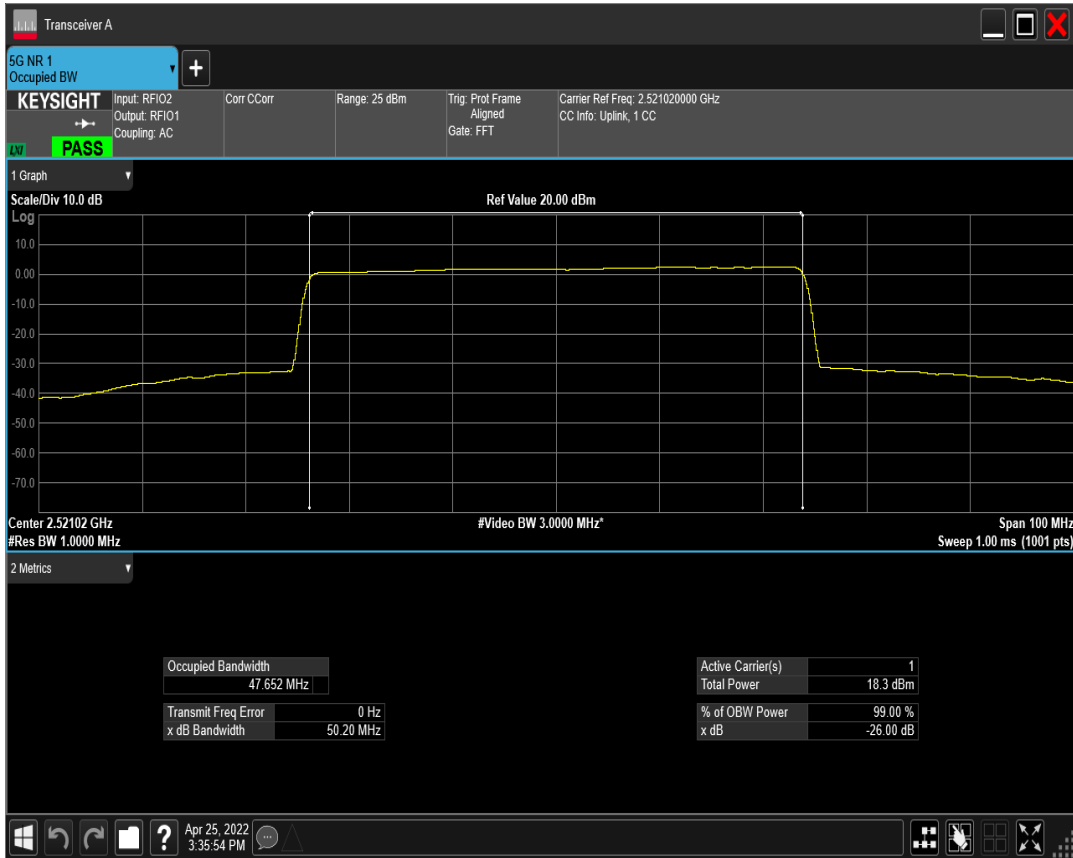 Transceiver A
5G NR 1
Occupied BW
+
KEYSIGHT
LXI
PASS
Input: RFIO2
Output: RFIO1
Coupling: AC
Corr CCorr
Range: 25 dBm
Trig: Prot Frame
Aligned
Gate: FFT
Carrier Ref Freq: 2.521020000 GHz
CC Info: Uplink, 1 CC
1 Graph
Scale/Div 10.0 dB
Ref Value 20.00 dBm
Log
10.0
0.00
-10.0
-20.0
-30.0
-40.0
-50.0
-60.0
-70.0
Center 2.52102 GHz
#Video BW 3.0000 MHz*
Span 100 MHz
#Res BW 1.0000 MHz
Sweep 1.00 ms (1001 pts)
2 Metrics
Occupied Bandwidth
47.652 MHz
Transmit Freq Error 0 Hz
x dB Bandwidth 50.20 MHz
Active Carrier(s) 1
Total Power 18.3 dBm
% of OBW Power 99.00 %
x dB -26.00 dB
?
Apr 25, 2022
3:35:54 PM